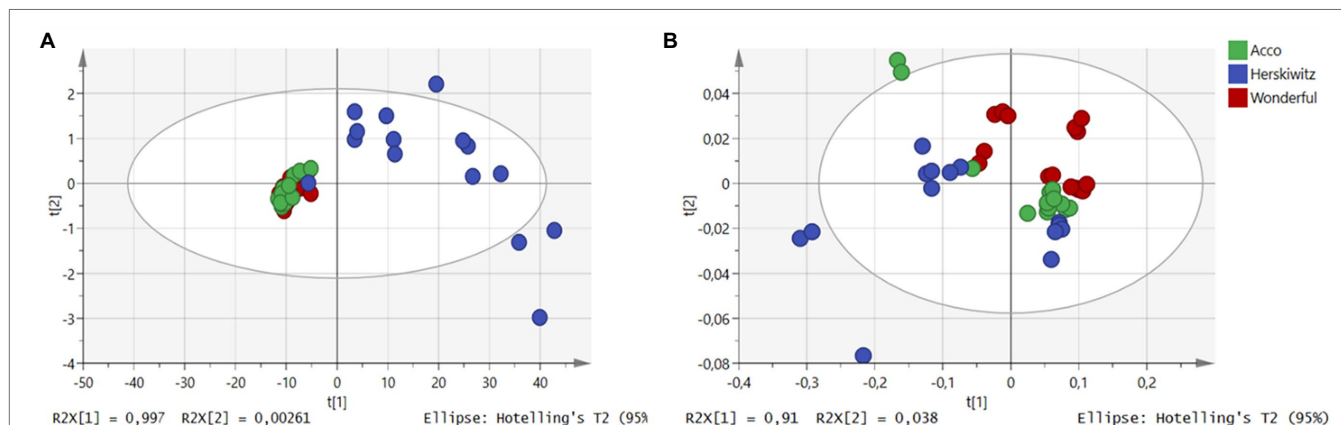 A
t[2]
2
1
0
-1
-2
-3
-4
-50 -40 -30 -20 -10 0 10 20 30 40
t[1]
R2X[1] = 0,997 R2X[2] = 0,00261 Ellipse: Hotelling's T2 (95%
B
t[2]
0,04
0,02
0
-0,02
-0,04
-0,06
-0,08
-0,4 -0,3 -0,2 -0,1 0 0,1 0,2
t[1]
R2X[1] = 0,91 R2X[2] = 0,038 Ellipse: Hotelling's T2 (95%)
Acco
Herskiwitz
Wonderful